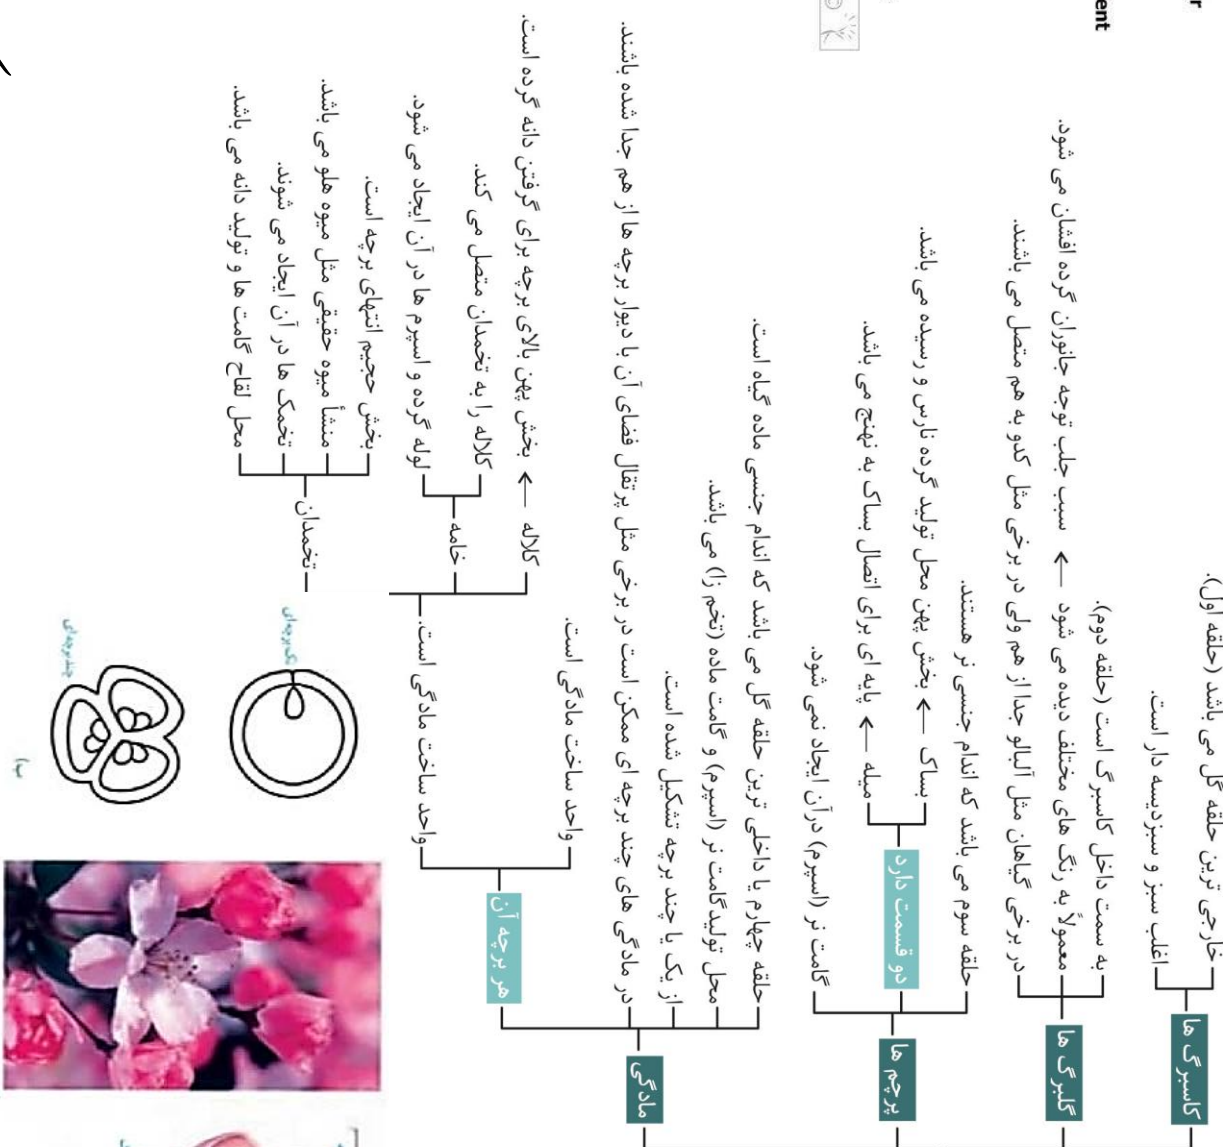 کاسبرگ ها
خارجی ترین حلقه گل می باشد (حلقه اول).
اغلب سبز و سبزدیسه دار است.
گلبرگ ها
به سمت داخل کاسبرگ است (حلقه دوم).
معمولاً به رنگ های مختلف دیده می شود ← سبب جلب توجه جانوران گرده افشان می شود.
در برخی گیاهان مثل آلبالو جدا از هم ولی در برخی مثل کدو به هم متصل می باشند.
پرچم ها
حلقه سوم می باشد که اندام جنسی نر هستند.
دو قسمت دارد
بساک ← بخش پهن محل تولید گرده نارس و رسیده می باشد.
میله ← پایه ای برای اتصال بساک به نهنج می باشد.
گامت نر (اسپرم) درآن ایجاد نمی شود.
مادگی
حلقه چهارم یا داخلی ترین حلقه گل می باشد که اندام جنسی ماده گیاه است.
محل تولیدگامت نر (اسپرم) و گامت ماده (تخم زا) می باشد.
از یک یا چند برچه تشکیل شده است.
در مادگی های چند برچه ای ممکن است در برخی مثل پرتقال فضای آن با دیوار برچه ها از هم جدا شده باشند.
هر برچه آن
واحد ساخت مادگی است.
واحد ساخت مادگی است.
کلاله ← بخش پهن بالای برچه برای گرفتن دانه گرده است.
خامه
کلاله را به تخمدان متصل می کند.
لوله گرده و اسپرم ها در آن ایجاد می شود.
تخمدان
بخش حجیم انتهای برچه است.
منشأ میوه حقیقی مثل میوه هلو می باشد.
تخمک ها در آن ایجاد می شوند.
محل لقاح گامت ها و تولید دانه می باشد.
تک برچه‌ای
چند برچه‌ای
r
ent